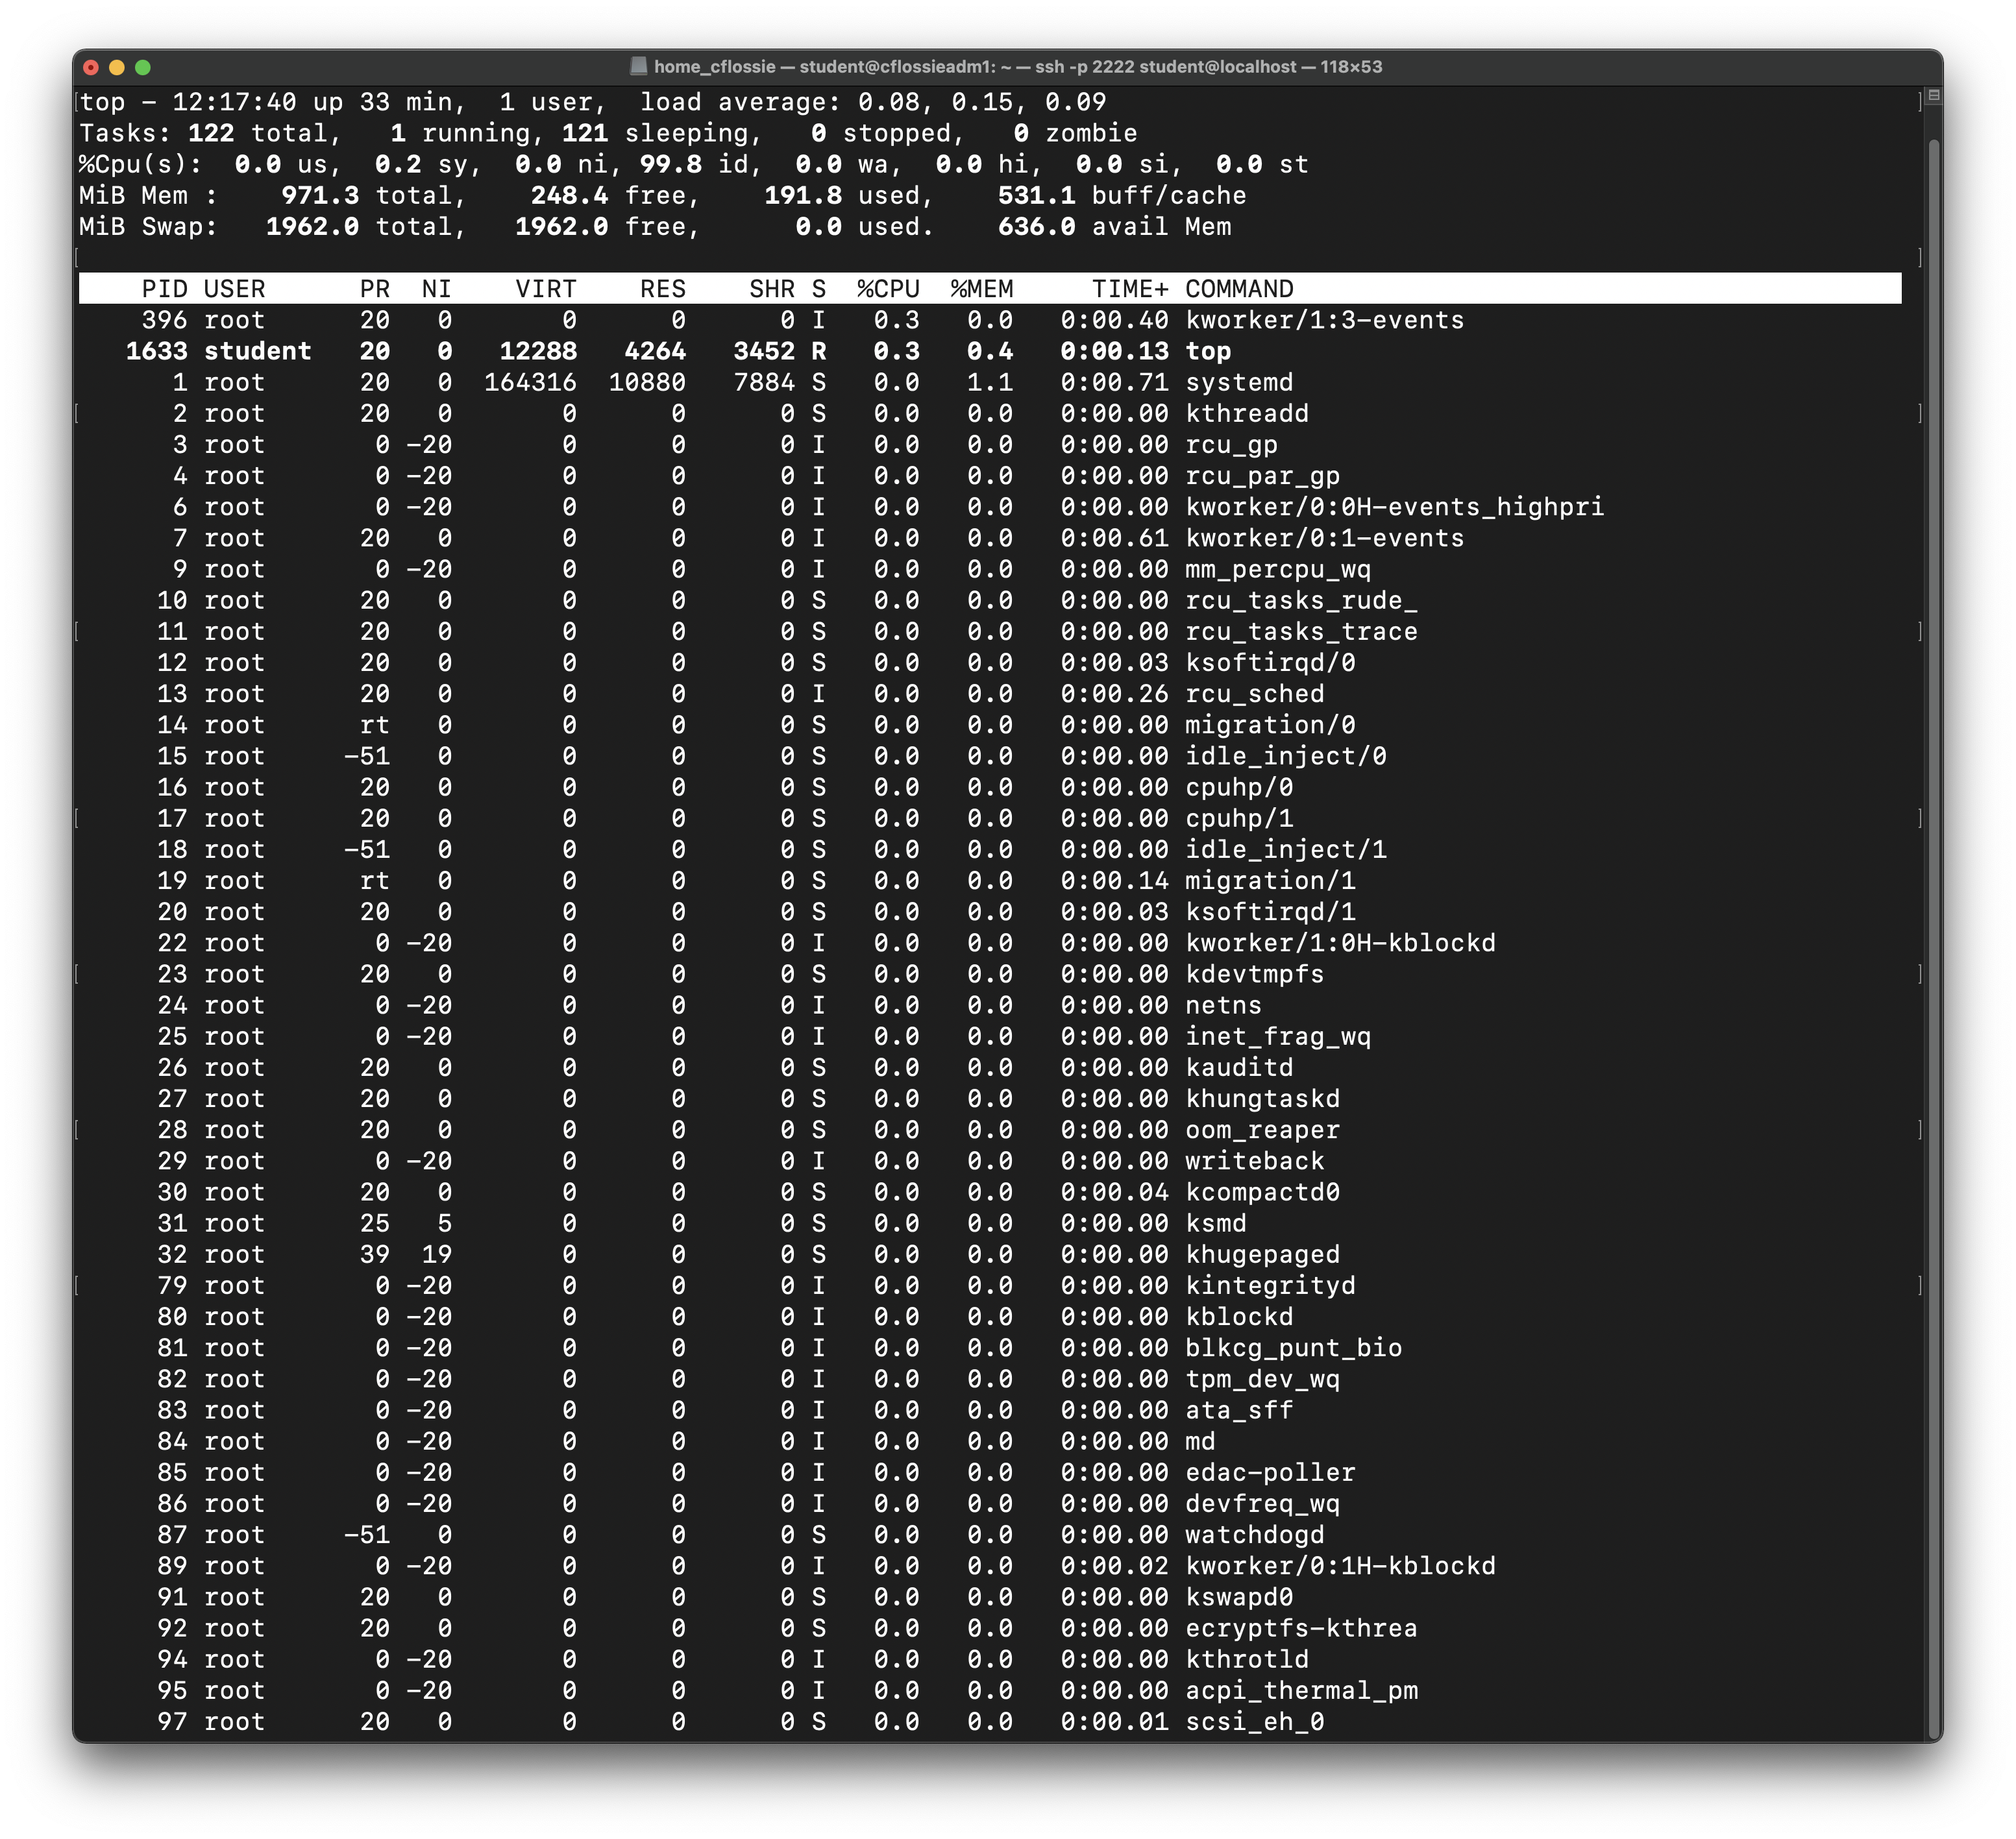 home_cflossie — student@cflossieadm1: ~ — ssh -p 2222 student@localhost — 118×53
top - 12:17:40 up 33 min,  1 user,  load average: 0.08, 0.15, 0.09
Tasks: 122 total,   1 running, 121 sleeping,   0 stopped,   0 zombie
%Cpu(s):  0.0 us,  0.2 sy,  0.0 ni, 99.8 id,  0.0 wa,  0.0 hi,  0.0 si,  0.0 st
MiB Mem :    971.3 total,    248.4 free,    191.8 used,    531.1 buff/cache
MiB Swap:   1962.0 total,   1962.0 free,      0.0 used.    636.0 avail Mem
PID USER      PR  NI    VIRT    RES    SHR S  %CPU  %MEM     TIME+ COMMAND
396 root      20   0       0      0      0 I   0.3   0.0   0:00.40 kworker/1:3-events
1633 student   20   0   12288   4264   3452 R   0.3   0.4   0:00.13 top
1 root      20   0  164316  10880   7884 S   0.0   1.1   0:00.71 systemd
2 root      20   0       0      0      0 S   0.0   0.0   0:00.00 kthreadd
3 root       0 -20       0      0      0 I   0.0   0.0   0:00.00 rcu_gp
4 root       0 -20       0      0      0 I   0.0   0.0   0:00.00 rcu_par_gp
6 root       0 -20       0      0      0 I   0.0   0.0   0:00.00 kworker/0:0H-events_highpri
7 root      20   0       0      0      0 I   0.0   0.0   0:00.61 kworker/0:1-events
9 root       0 -20       0      0      0 I   0.0   0.0   0:00.00 mm_percpu_wq
10 root      20   0       0      0      0 S   0.0   0.0   0:00.00 rcu_tasks_rude_
11 root      20   0       0      0      0 S   0.0   0.0   0:00.00 rcu_tasks_trace
12 root      20   0       0      0      0 S   0.0   0.0   0:00.03 ksoftirqd/0
13 root      20   0       0      0      0 I   0.0   0.0   0:00.26 rcu_sched
14 root      rt   0       0      0      0 S   0.0   0.0   0:00.00 migration/0
15 root     -51   0       0      0      0 S   0.0   0.0   0:00.00 idle_inject/0
16 root      20   0       0      0      0 S   0.0   0.0   0:00.00 cpuhp/0
17 root      20   0       0      0      0 S   0.0   0.0   0:00.00 cpuhp/1
18 root     -51   0       0      0      0 S   0.0   0.0   0:00.00 idle_inject/1
19 root      rt   0       0      0      0 S   0.0   0.0   0:00.14 migration/1
20 root      20   0       0      0      0 S   0.0   0.0   0:00.03 ksoftirqd/1
22 root       0 -20       0      0      0 I   0.0   0.0   0:00.00 kworker/1:0H-kblockd
23 root      20   0       0      0      0 S   0.0   0.0   0:00.00 kdevtmpfs
24 root       0 -20       0      0      0 I   0.0   0.0   0:00.00 netns
25 root       0 -20       0      0      0 I   0.0   0.0   0:00.00 inet_frag_wq
26 root      20   0       0      0      0 S   0.0   0.0   0:00.00 kauditd
27 root      20   0       0      0      0 S   0.0   0.0   0:00.00 khungtaskd
28 root      20   0       0      0      0 S   0.0   0.0   0:00.00 oom_reaper
29 root       0 -20       0      0      0 I   0.0   0.0   0:00.00 writeback
30 root      20   0       0      0      0 S   0.0   0.0   0:00.04 kcompactd0
31 root      25   5       0      0      0 S   0.0   0.0   0:00.00 ksmd
32 root      39  19       0      0      0 S   0.0   0.0   0:00.00 khugepaged
79 root       0 -20       0      0      0 I   0.0   0.0   0:00.00 kintegrityd
80 root       0 -20       0      0      0 I   0.0   0.0   0:00.00 kblockd
81 root       0 -20       0      0      0 I   0.0   0.0   0:00.00 blkcg_punt_bio
82 root       0 -20       0      0      0 I   0.0   0.0   0:00.00 tpm_dev_wq
83 root       0 -20       0      0      0 I   0.0   0.0   0:00.00 ata_sff
84 root       0 -20       0      0      0 I   0.0   0.0   0:00.00 md
85 root       0 -20       0      0      0 I   0.0   0.0   0:00.00 edac-poller
86 root       0 -20       0      0      0 I   0.0   0.0   0:00.00 devfreq_wq
87 root     -51   0       0      0      0 S   0.0   0.0   0:00.00 watchdogd
89 root       0 -20       0      0      0 I   0.0   0.0   0:00.02 kworker/0:1H-kblockd
91 root      20   0       0      0      0 S   0.0   0.0   0:00.00 kswapd0
92 root      20   0       0      0      0 S   0.0   0.0   0:00.00 ecryptfs-kthrea
94 root       0 -20       0      0      0 I   0.0   0.0   0:00.00 kthrotld
95 root       0 -20       0      0      0 I   0.0   0.0   0:00.00 acpi_thermal_pm
97 root      20   0       0      0      0 S   0.0   0.0   0:00.01 scsi_eh_0